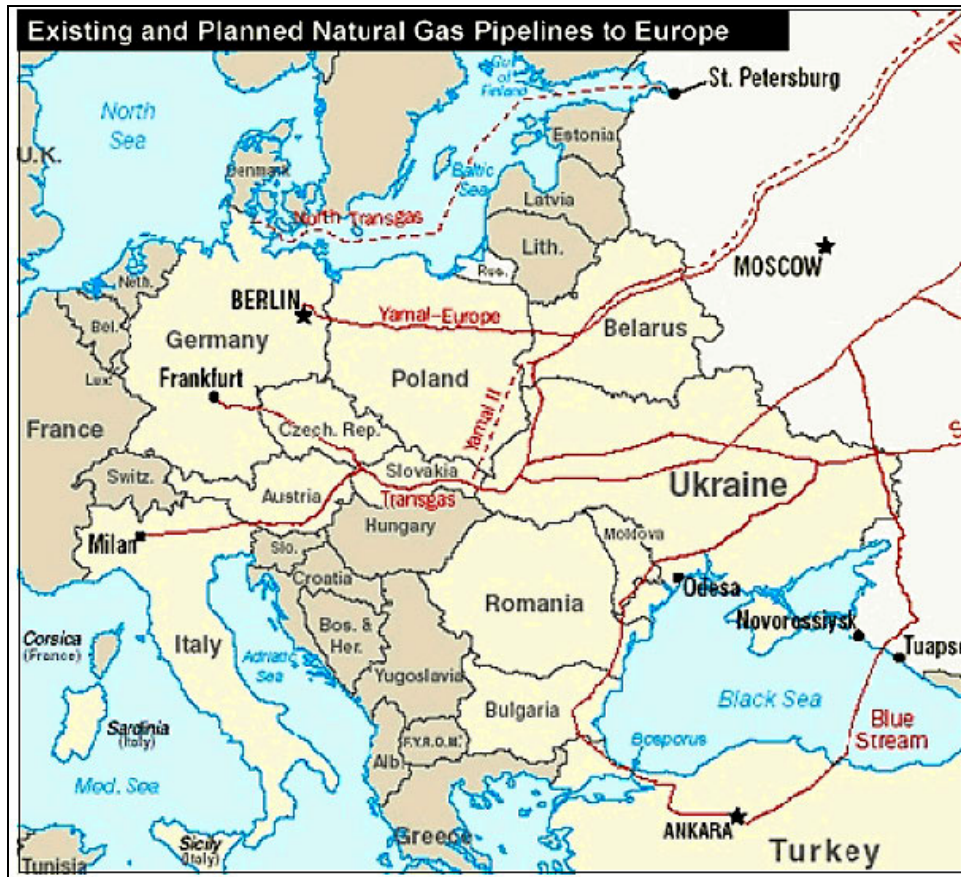 Existing and Planned Natural Gas Pipelines to Europe
Gulf
of
Finland
St. Petersburg
North
Sea
U.K.
Estonia
Denmark
Baltic
Sea
Latvia
North Transgas
Lith.
MOSCOW
Neth.
Rus.
BERLIN
Yamal-Europe
Belarus
Bel.
Germany
Poland
Lux.
Frankfurt
Yamal II
France
Czech. Rep.
Slovakia
Switz.
Austria
Transgas
Ukraine
Hungary
Moldova
Milan
Slo.
Croatia
Odesa
Romania
Bos. &
Her.
Novorossiysk
Corsica
(France)
Italy
Adriatic
Sea
Yugoslavia
Tuapse
Bulgaria
Black Sea
Sardinia
(Italy)
F.Y.R.O.M.
Blue
Stream
Bosporus
Alb
Med. Sea
ANKARA
Greece
Sicily
(Italy)
Turkey
Tunisia